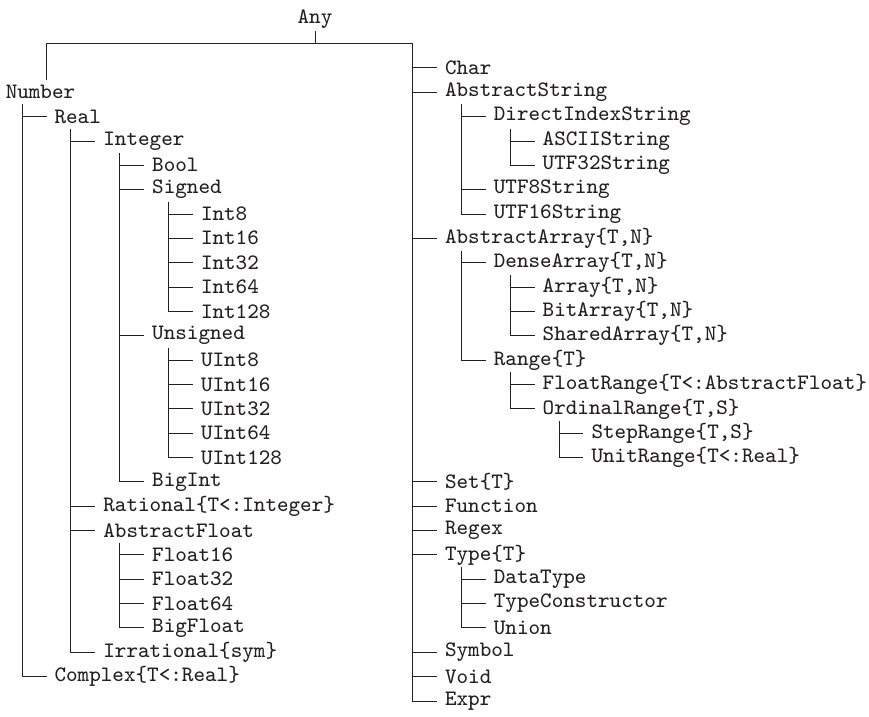 Any
Number
Real
Integer
Bool
Signed
Int8
Int16
Int32
Int64
Int128
Unsigned
UInt8
UInt16
UInt32
UInt64
UInt128
BigInt
Rational{T<:Integer}
AbstractFloat
Float16
Float32
Float64
BigFloat
Irrational{sym}
Complex{T<:Real}
Char
AbstractString
DirectIndexString
ASCIIString
UTF32String
UTF8String
UTF16String
AbstractArray{T,N}
DenseArray{T,N}
Array{T,N}
BitArray{T,N}
SharedArray{T,N}
Range{T}
FloatRange{T<:AbstractFloat}
OrdinalRange{T,S}
StepRange{T,S}
UnitRange{T<:Real}
Set{T}
Function
Regex
Type{T}
DataType
TypeConstructor
Union
Symbol
Void
Expr